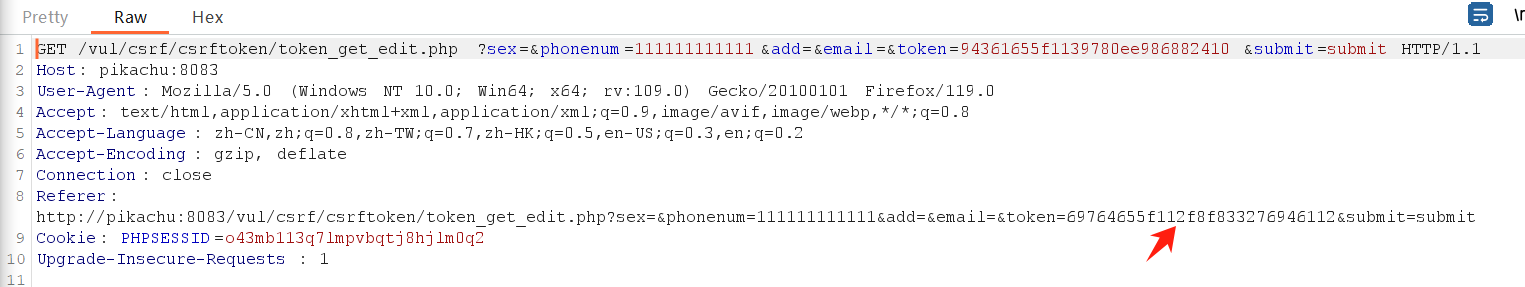 Pretty Raw Hex \n
1 GET /vul/csrf/csrftoken/token_get_edit.php ?sex=&phonenum=111111111111&add=&email=&token=94361655f1139780ee986882410 &submit=submit HTTP/1.1
2 Host: pikachu:8083
3 User-Agent: Mozilla/5.0 (Windows NT 10.0; Win64; x64; rv:109.0) Gecko/20100101 Firefox/119.0
4 Accept: text/html,application/xhtml+xml,application/xml;q=0.9,image/avif,image/webp,*/*;q=0.8
5 Accept-Language: zh-CN,zh;q=0.8,zh-TW;q=0.7,zh-HK;q=0.5,en-US;q=0.3,en;q=0.2
6 Accept-Encoding: gzip, deflate
7 Connection: close
8 Referer:
http://pikachu:8083/vul/csrf/csrftoken/token_get_edit.php?sex=&phonenum=111111111111&add=&email=&token=69764655f112f8f833276946112&submit=submit
9 Cookie: PHPSESSID=o43mb113q7lmpvbqtj8hjlm0q2
10 Upgrade-Insecure-Requests : 1
11